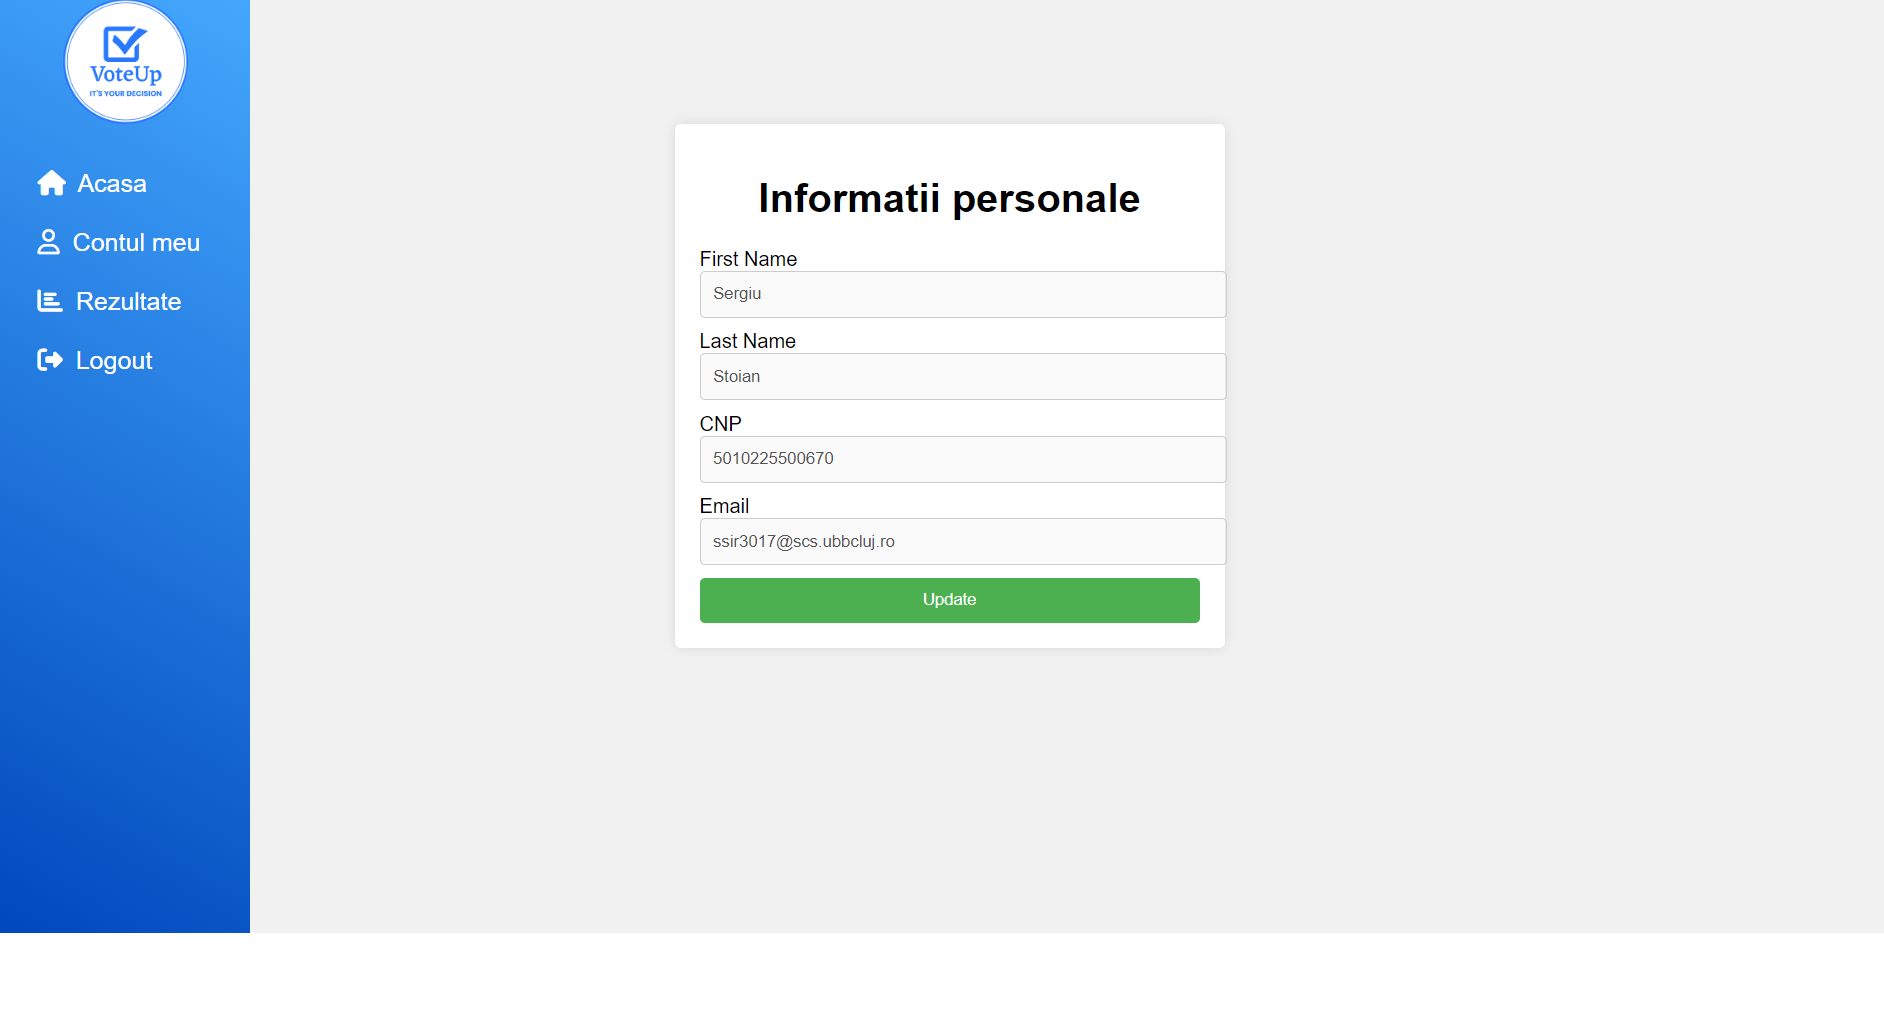 VoteUp
IT'S YOUR DECISION
Acasa
Contul meu
Rezultate
Logout
Informatii personale
First Name
Sergiu
Last Name
Stoian
CNP
5010225500670
Email
ssir3017@scs.ubbcluj.ro
Update